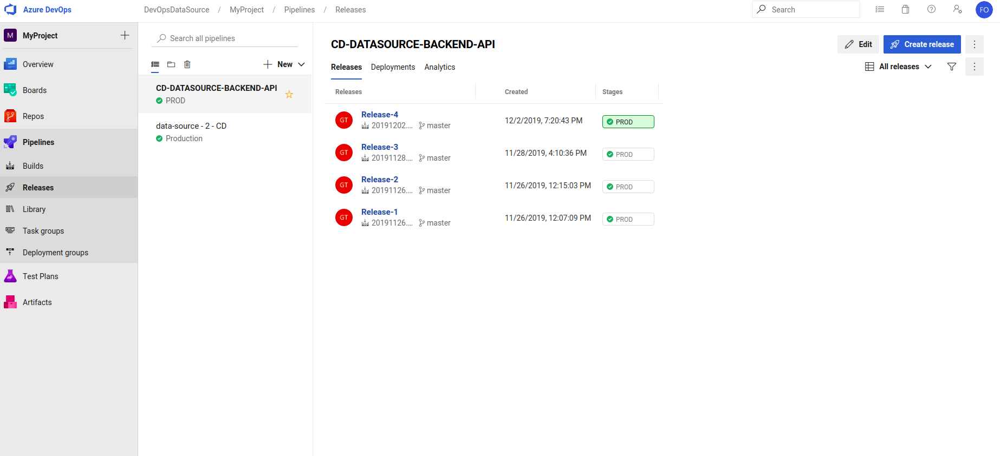 Azure DevOps
DevOpsDataSource / MyProject / Pipelines / Releases
Search
FO
M MyProject
Overview
Boards
Repos
Pipelines
Builds
Releases
Library
Task groups
Deployment groups
Test Plans
Artifacts
Search all pipelines
New
CD-DATASOURCE-BACKEND-API
PROD
data-source - 2 - CD
Production
CD-DATASOURCE-BACKEND-API
Edit
Create release
Releases Deployments Analytics
All releases
Releases Created Stages
GT
Release-4
20191202.... master
12/2/2019, 7:20:43 PM
PROD
GT
Release-3
20191128.... master
11/28/2019, 4:10:36 PM
PROD
GT
Release-2
20191126.... master
11/26/2019, 12:15:03 PM
PROD
GT
Release-1
20191126.... master
11/26/2019, 12:07:09 PM
PROD